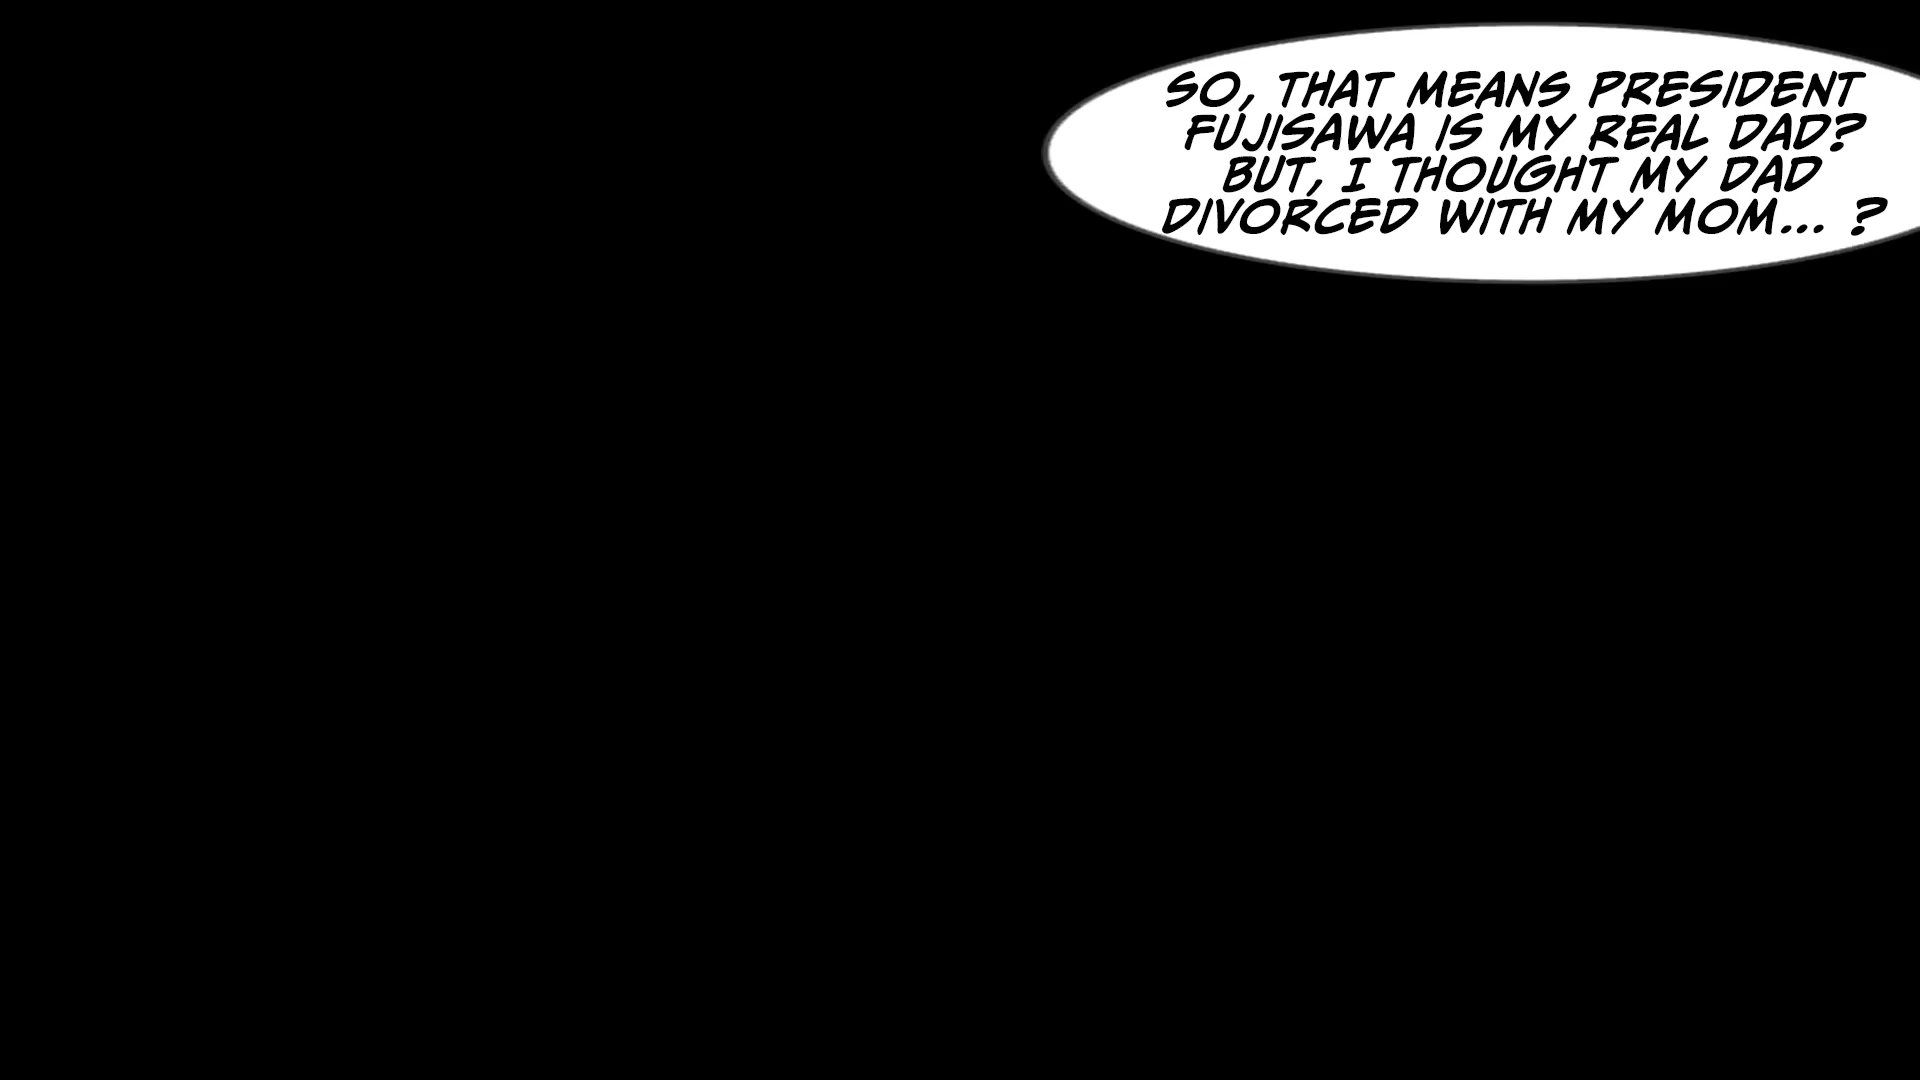 SO, THAT MEANS PRESIDENT
FUJISAWA IS MY REAL DAD?
BUT, I THOUGHT MY DAD
DIVORCED WITH MY MOM... ?